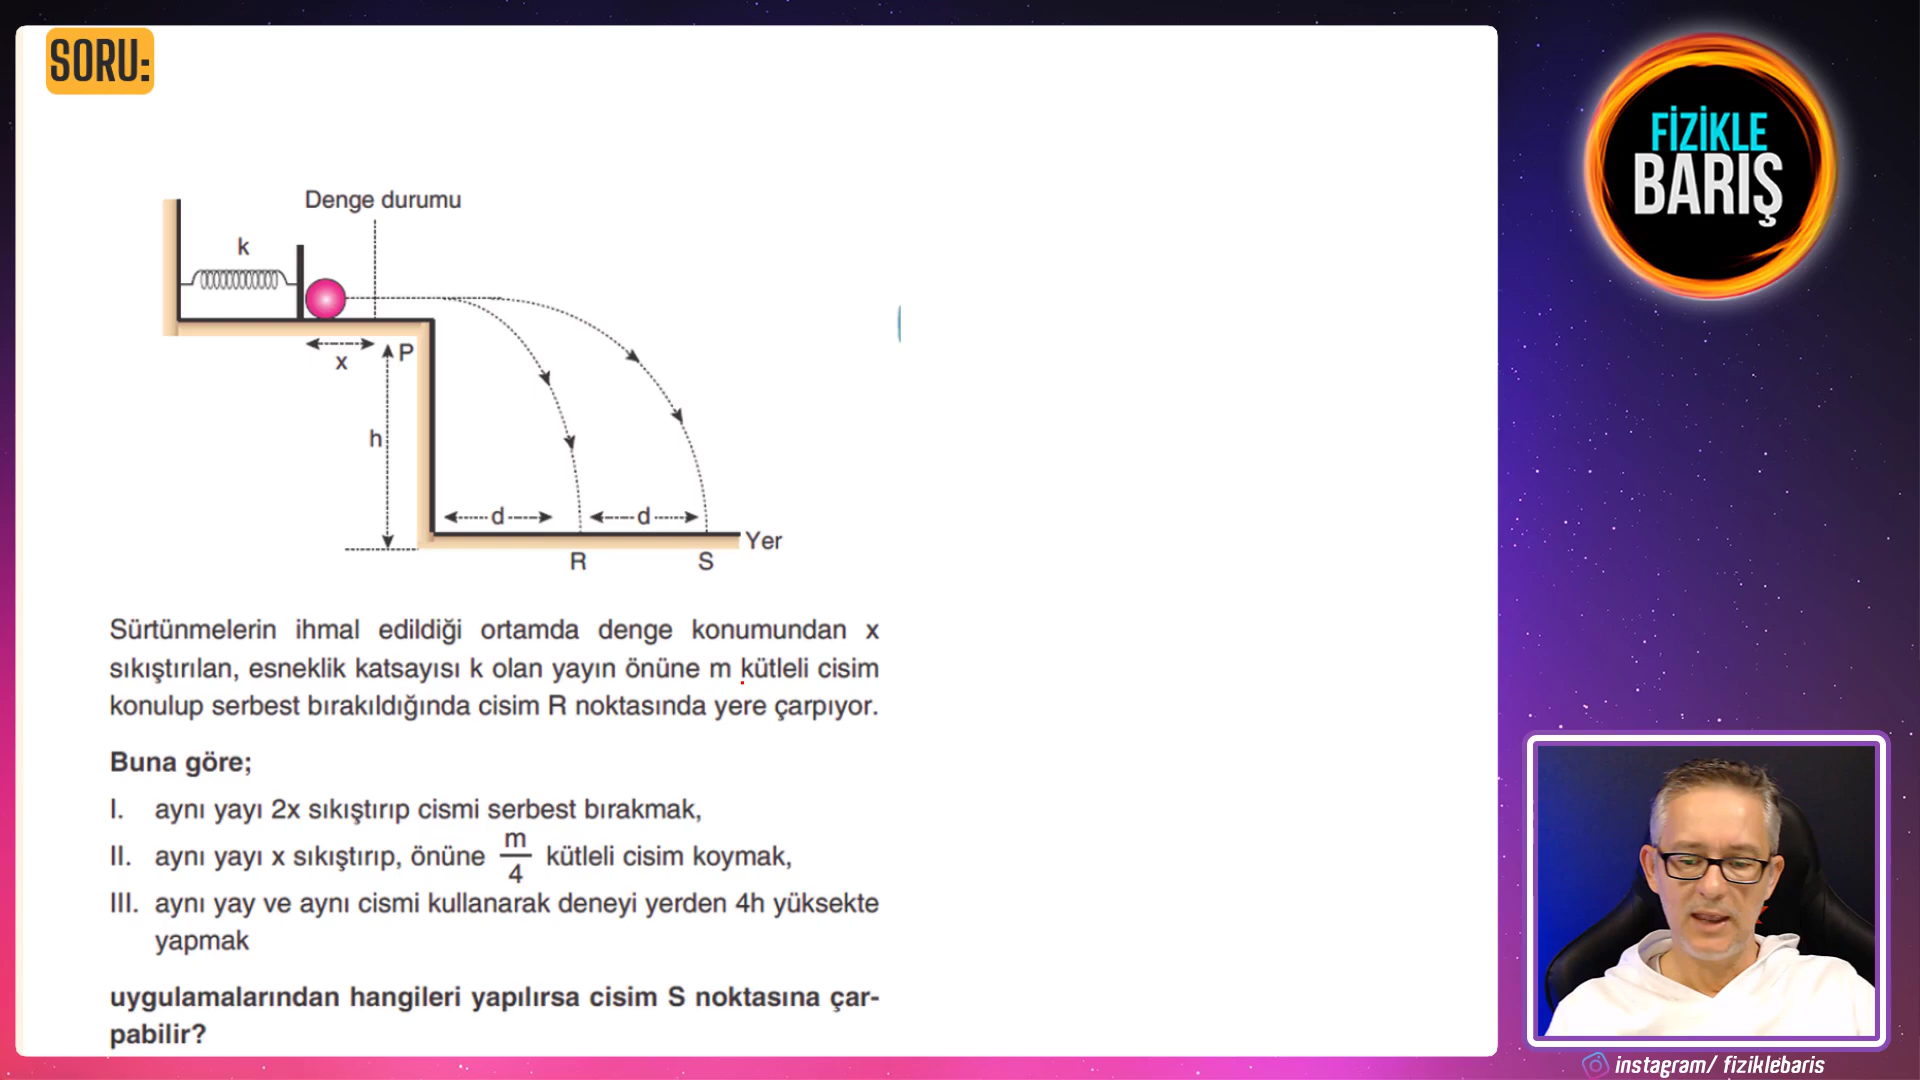 SORU:
FİZİKLE
BARIŞ
Denge durumu
k
x
P
h
d
d
Yer
R
S
Sürtünmelerin ihmal edildiği ortamda denge konumundan x
sıkıştırılan, esneklik katsayısı k olan yayın önüne m kütleli cisim
konulup serbest bırakıldığında cisim R noktasında yere çarpıyor.
Buna göre;
I. aynı yayı 2x sıkıştırıp cismi serbest bırakmak,
II. aynı yayı x sıkıştırıp, önüne m/4 kütleli cisim koymak,
III. aynı yay ve aynı cismi kullanarak deneyi yerden 4h yüksekte
yapmak
uygulamalarından hangileri yapılırsa cisim S noktasına çar-
pabilir?
instagram/ fiziklebaris